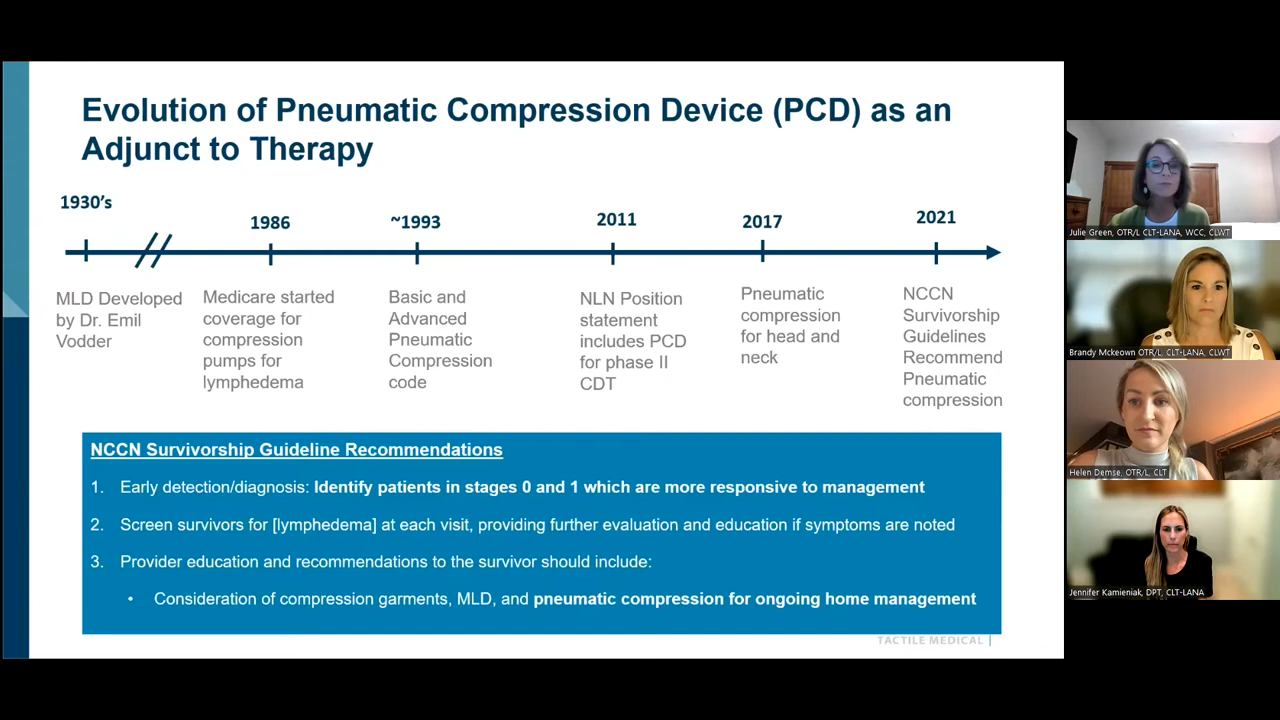 Evolution of Pneumatic Compression Device (PCD) as an
Adjunct to Therapy
1930's
1986
~1993
2011
2017
2021
MLD Developed
by Dr. Emil
Vodder
Medicare started
coverage for
compression
pumps for
lymphedema
Basic and
Advanced
Pneumatic
Compression
code
NLN Position
statement
includes PCD
for phase II
CDT
Pneumatic
compression
for head and
neck
NCCN
Survivorship
Guidelines
Recommend
Pneumatic
compression
NCCN Survivorship Guideline Recommendations
1. Early detection/diagnosis: Identify patients in stages 0 and 1 which are more responsive to management
2. Screen survivors for [lymphedema] at each visit, providing further evaluation and education if symptoms are noted
3. Provider education and recommendations to the survivor should include:
• Consideration of compression garments, MLD, and pneumatic compression for ongoing home management
TACTILE MEDICAL |
Julie Green, OTR/L CLT-LANA, WCC, CLWT
Brandy Mckeown OTR/L, CLT-LANA, CLWT
Helen Demse, OTR/L, CLT
Jennifer Kamieniak, DPT, CLT-LANA